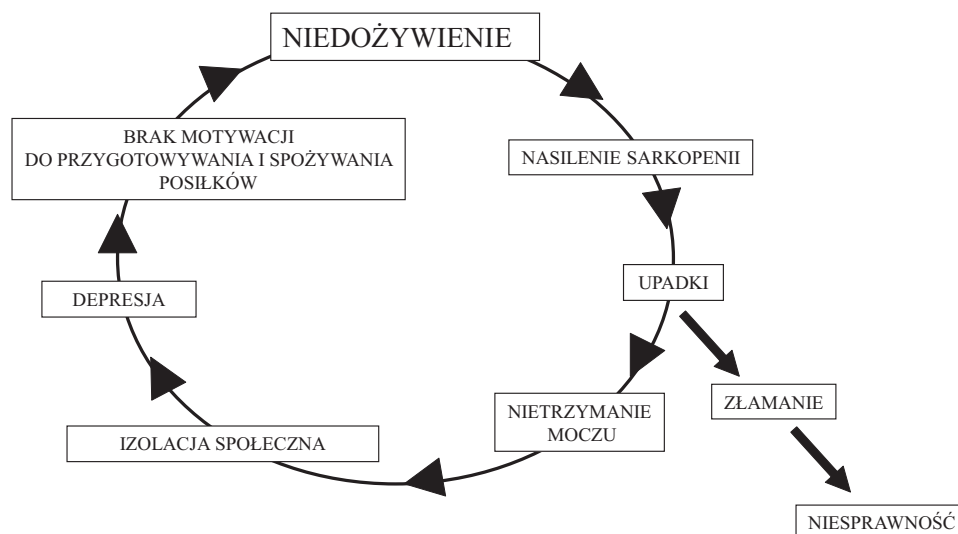 NIEDOŻYWIENIE
BRAK MOTYWACJI
DO PRZYGOTOWYWANIA I SPOŻYWANIA
POSIŁKÓW
NASILENIE SARKOPENII
UPADKI
DEPRESJA
ZŁAMANIE
NIETRZYMANIE
MOCZU
IZOLACJA SPOŁECZNA
NIESPRAWNOŚĆ